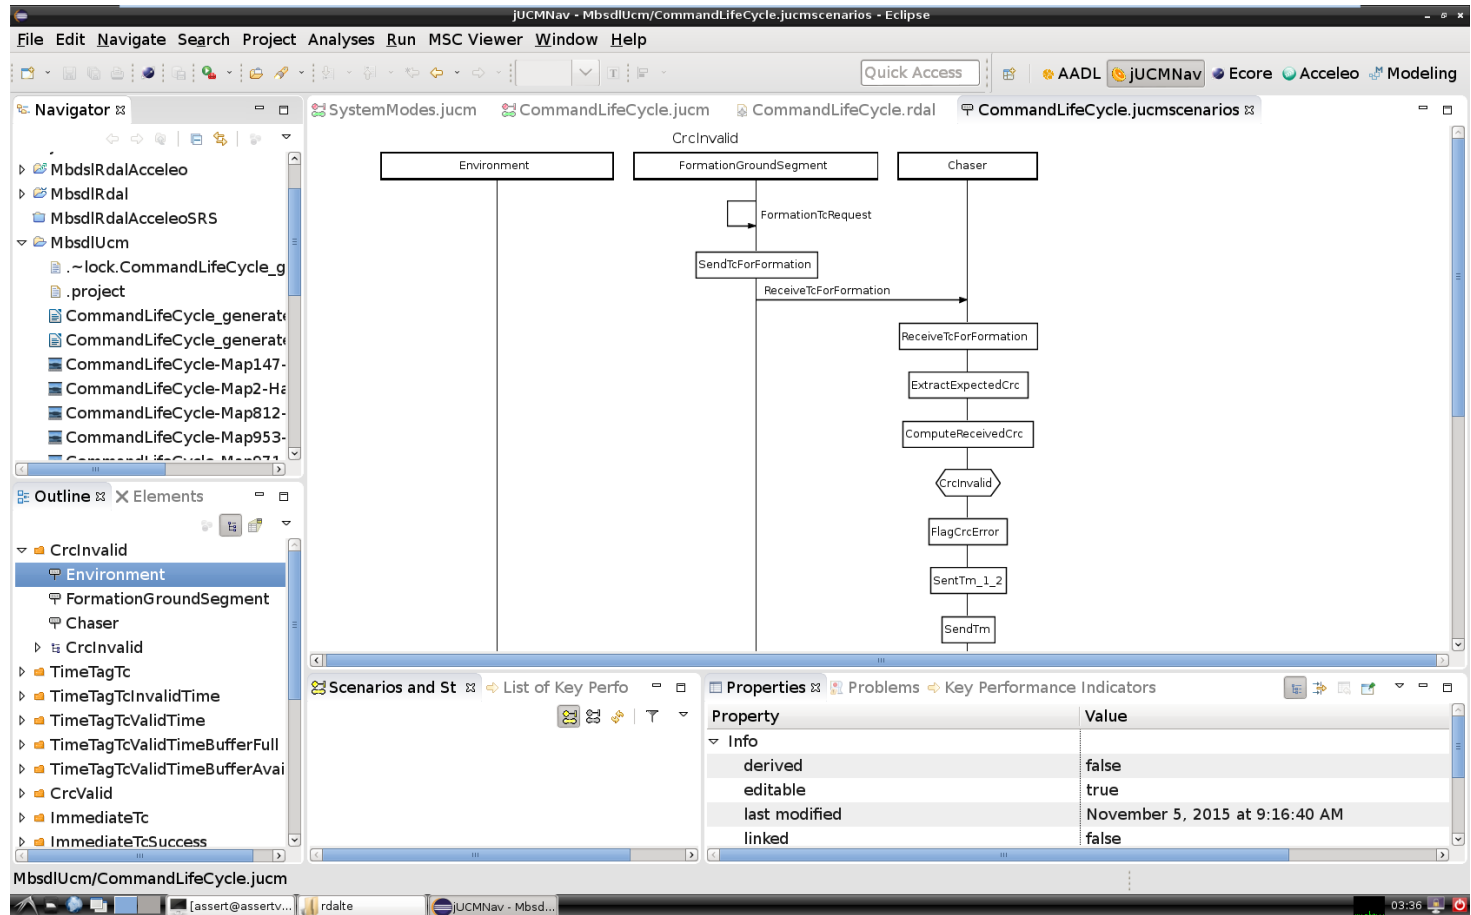 jUCMNav - MbsdlUcm/CommandLifeCycle.jucmscenarios - Eclipse
File Edit Navigate Search Project Analyses Run MSC Viewer Window Help
Quick Access
AADL jUCMNav Ecore Acceleo Modeling
Navigator
MbdslRdalAcceleo
MbsdlRdal
MbsdlRdalAcceleoSRS
MbsdlUcm
.~lock.CommandLifeCycle_g
.project
CommandLifeCycle_generate
CommandLifeCycle_generate
CommandLifeCycle-Map147-
CommandLifeCycle-Map2-Ha
CommandLifeCycle-Map812-
CommandLifeCycle-Map953-
CommandLifeCycle-Map971
SystemModes.jucm CommandLifeCycle.jucm CommandLifeCycle.rdal CommandLifeCycle.jucmscenarios
CrcInvalid
Environment FormationGroundSegment Chaser
FormationTcRequest
SendTcForFormation
ReceiveTcForFormation
ReceiveTcForFormation
ExtractExpectedCrc
ComputeReceivedCrc
CrcInvalid
FlagCrcError
SentTm_1_2
SendTm
Outline Elements
CrcInvalid
Environment
FormationGroundSegment
Chaser
CrcInvalid
TimeTagTc
TimeTagTcInvalidTime
TimeTagTcValidTime
TimeTagTcValidTimeBufferFull
TimeTagTcValidTimeBufferAvai
CrcValid
ImmediateTc
ImmediateTcSuccess
Scenarios and St List of Key Perfo
Properties Problems Key Performance Indicators
Property Value
Info
derived false
editable true
last modified November 5, 2015 at 9:16:40 AM
linked false
MbsdlUcm/CommandLifeCycle.jucm
[assert@assertv... rdalte jUCMNav - Mbsd... 03:36